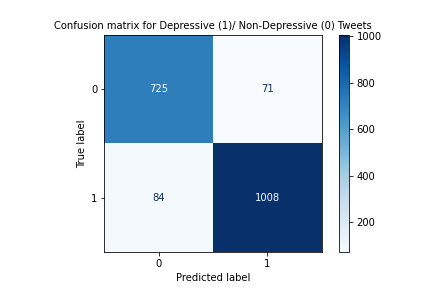 Confusion matrix for Depressive (1)/ Non-Depressive (0) Tweets
1000
0 725 71
800
True label
600
400
1 84 1008
200
0 1
Predicted label